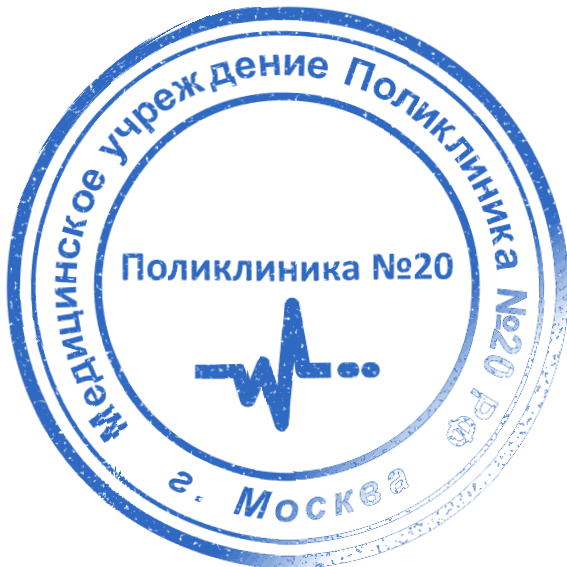 Медицинское учреждение Поликлиника №20 РФ
г. Москва
Поликлиника №20